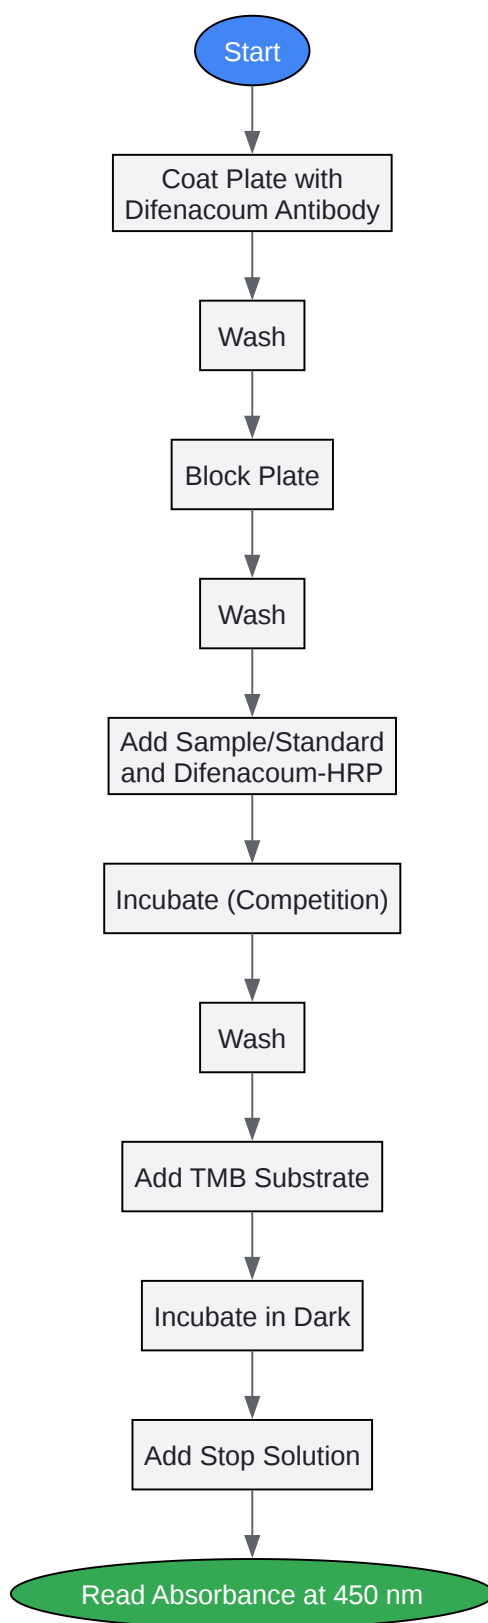 Start
Coat Plate with
Difenacoum Antibody
Wash
Block Plate
Wash
Add Sample/Standard
and Difenacoum-HRP
Incubate (Competition)
Wash
Add TMB Substrate
Incubate in Dark
Add Stop Solution
Read Absorbance at 450 nm